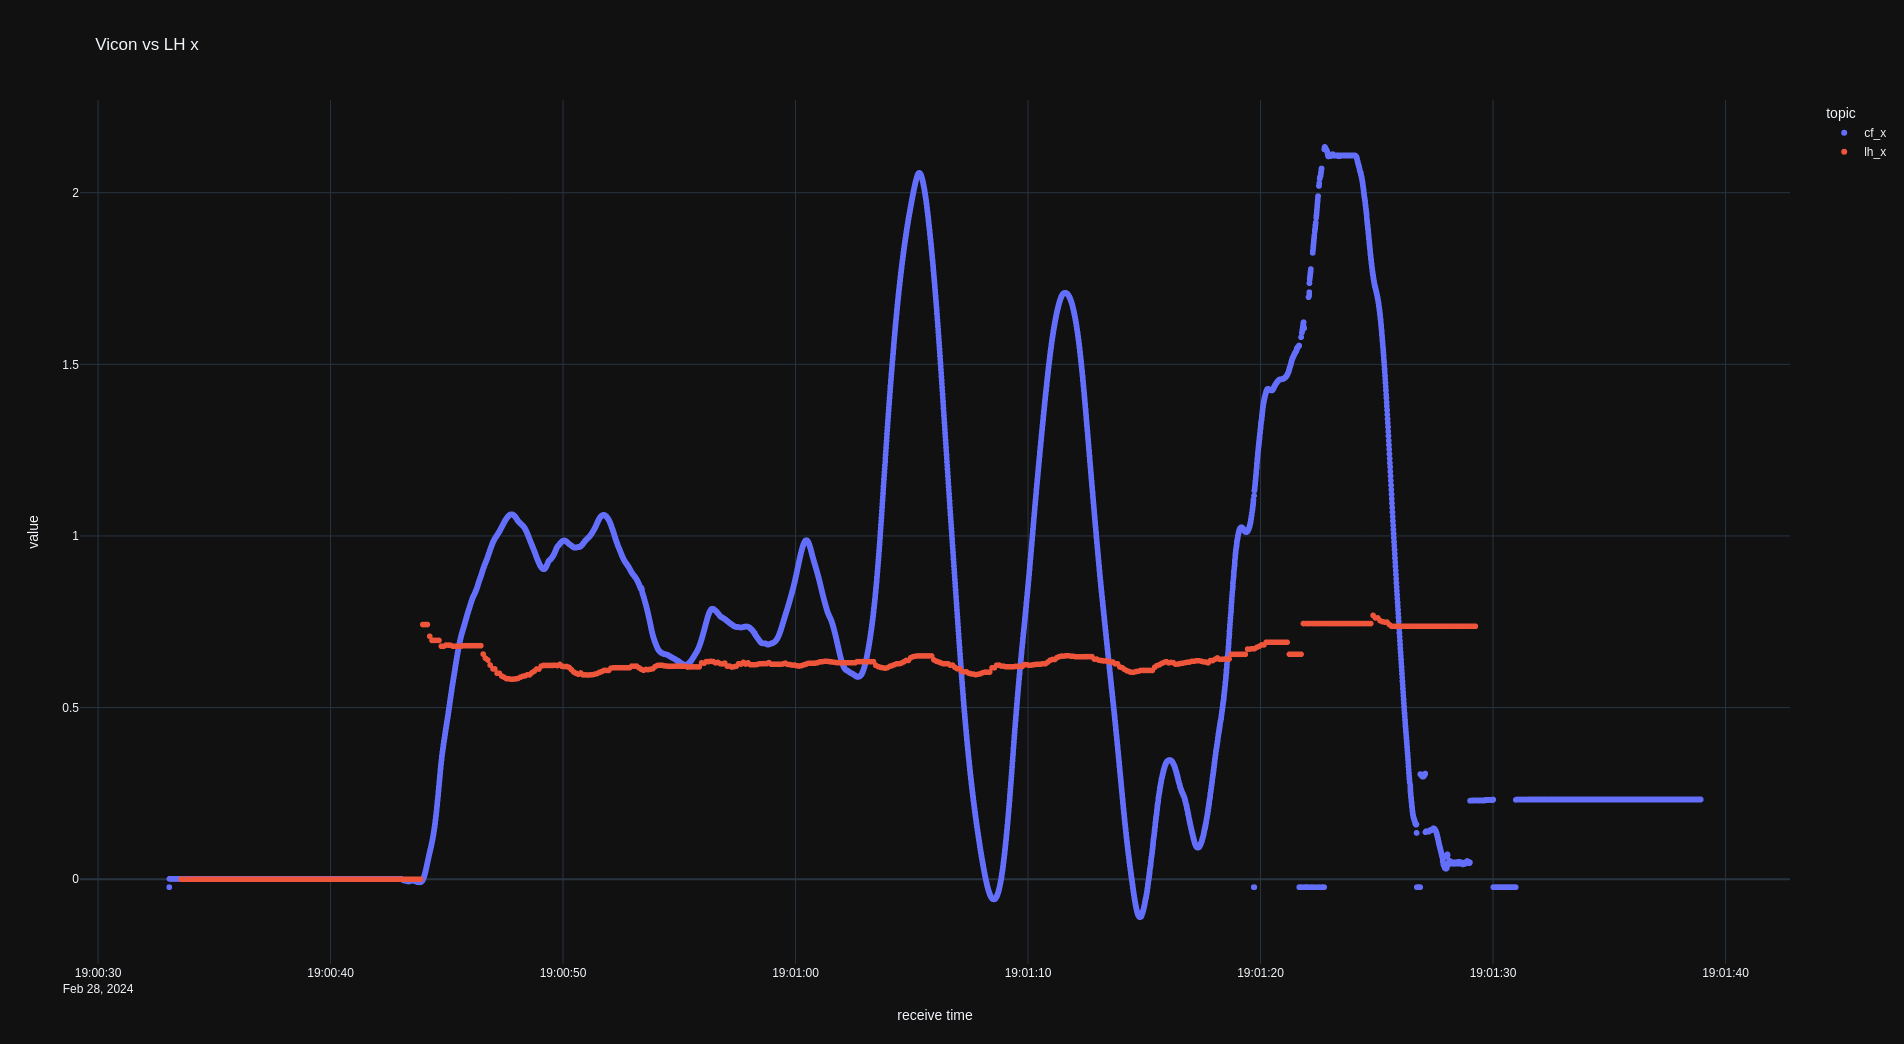 Vicon vs LH x
topic
cf_x
lh_x
value
2
1.5
1
0.5
0
19:00:30
Feb 28, 2024
19:00:40
19:00:50
19:01:00
19:01:10
19:01:20
19:01:30
19:01:40
receive time